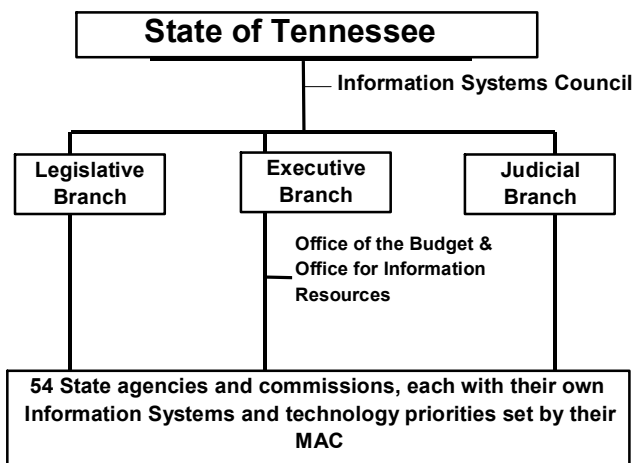 State of Tennessee
Information Systems Council
Legislative
Branch
Executive
Branch
Judicial
Branch
Office of the Budget &
Office for Information
Resources
54 State agencies and commissions, each with their own
Information Systems and technology priorities set by their
MAC